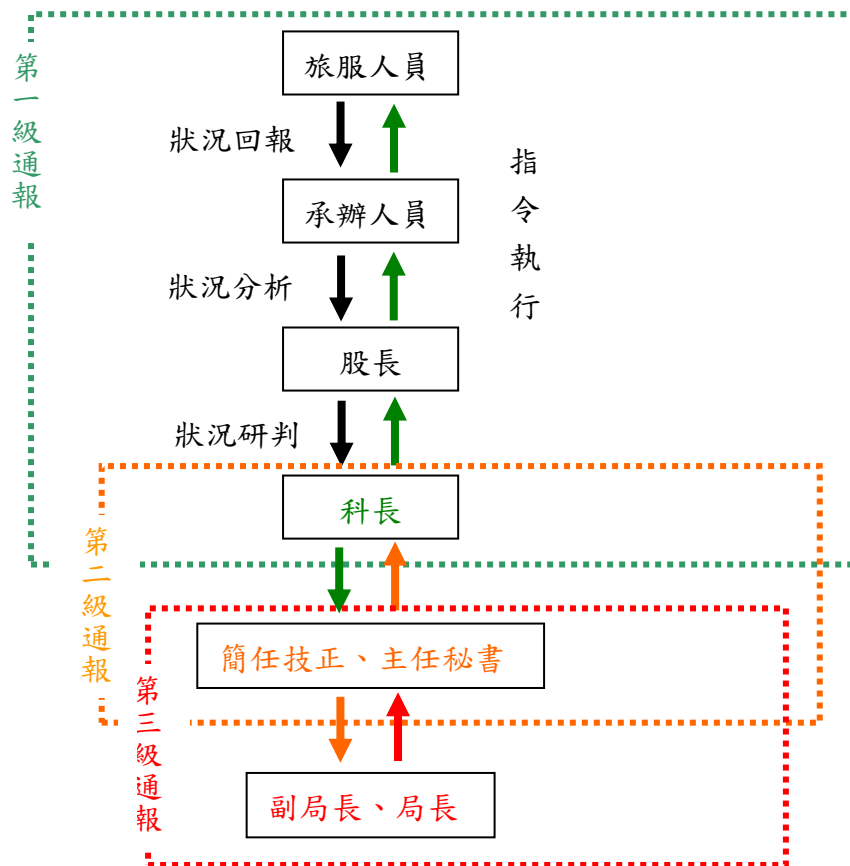 第一級通報
旅服人員
狀況回報
指令執行
承辦人員
狀況分析
股長
狀況研判
科長
第二級通報
簡任技正、主任秘書
第三級通報
副局長、局長